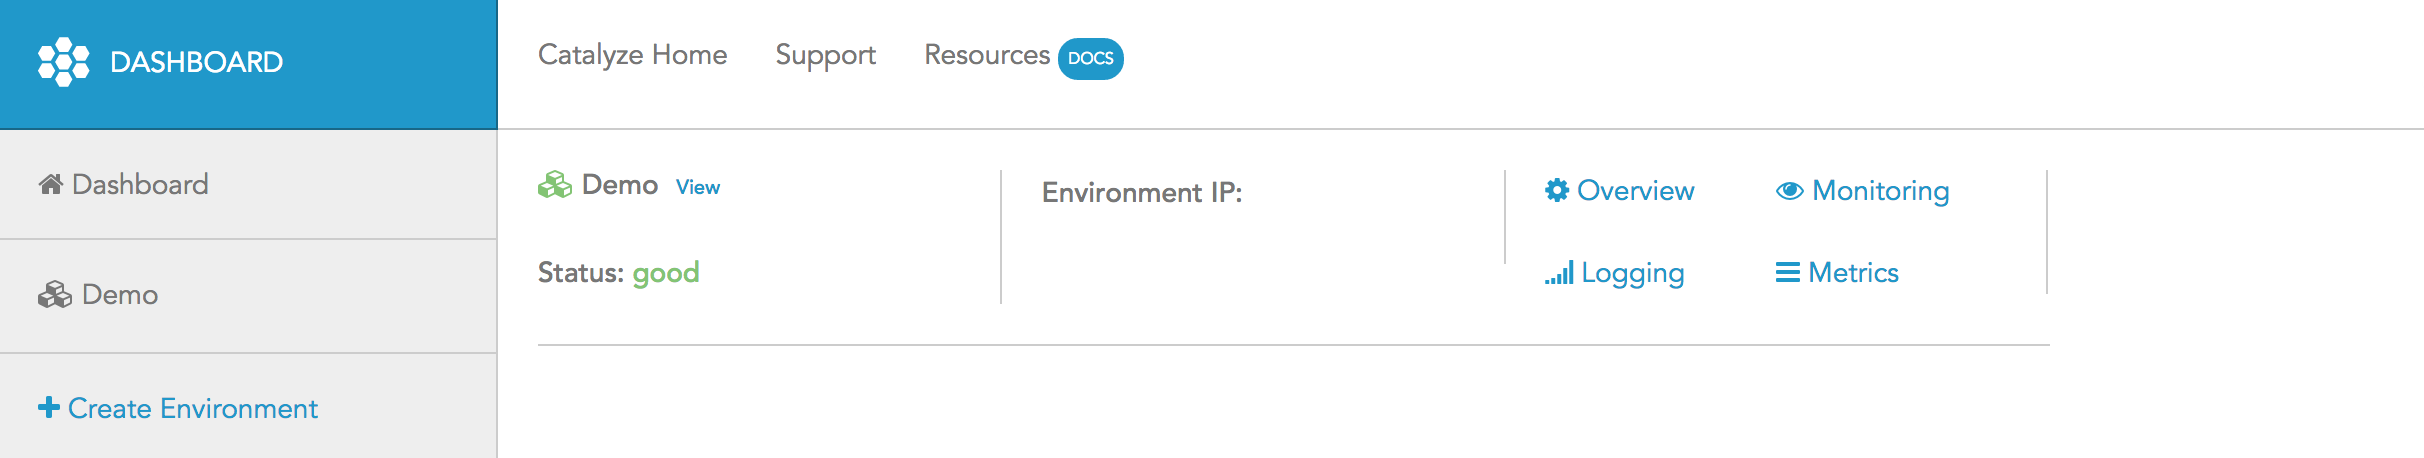 DASHBOARD
Catalyze Home Support Resources DOCS
Dashboard
Demo
Create Environment
Demo View
Status: good
Environment IP:
Overview Monitoring
Logging Metrics